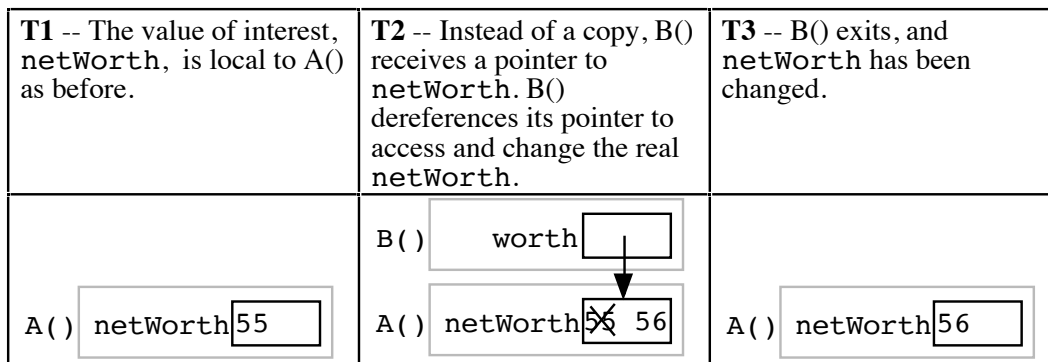 T1 -- The value of interest,
netWorth, is local to A()
as before.
T2 -- Instead of a copy, B()
receives a pointer to
netWorth. B()
dereferences its pointer to
access and change the real
netWorth.
T3 -- B() exits, and
netWorth has been
changed.
A() netWorth 55
B() worth
A() netWorth 55 56
A() netWorth 56